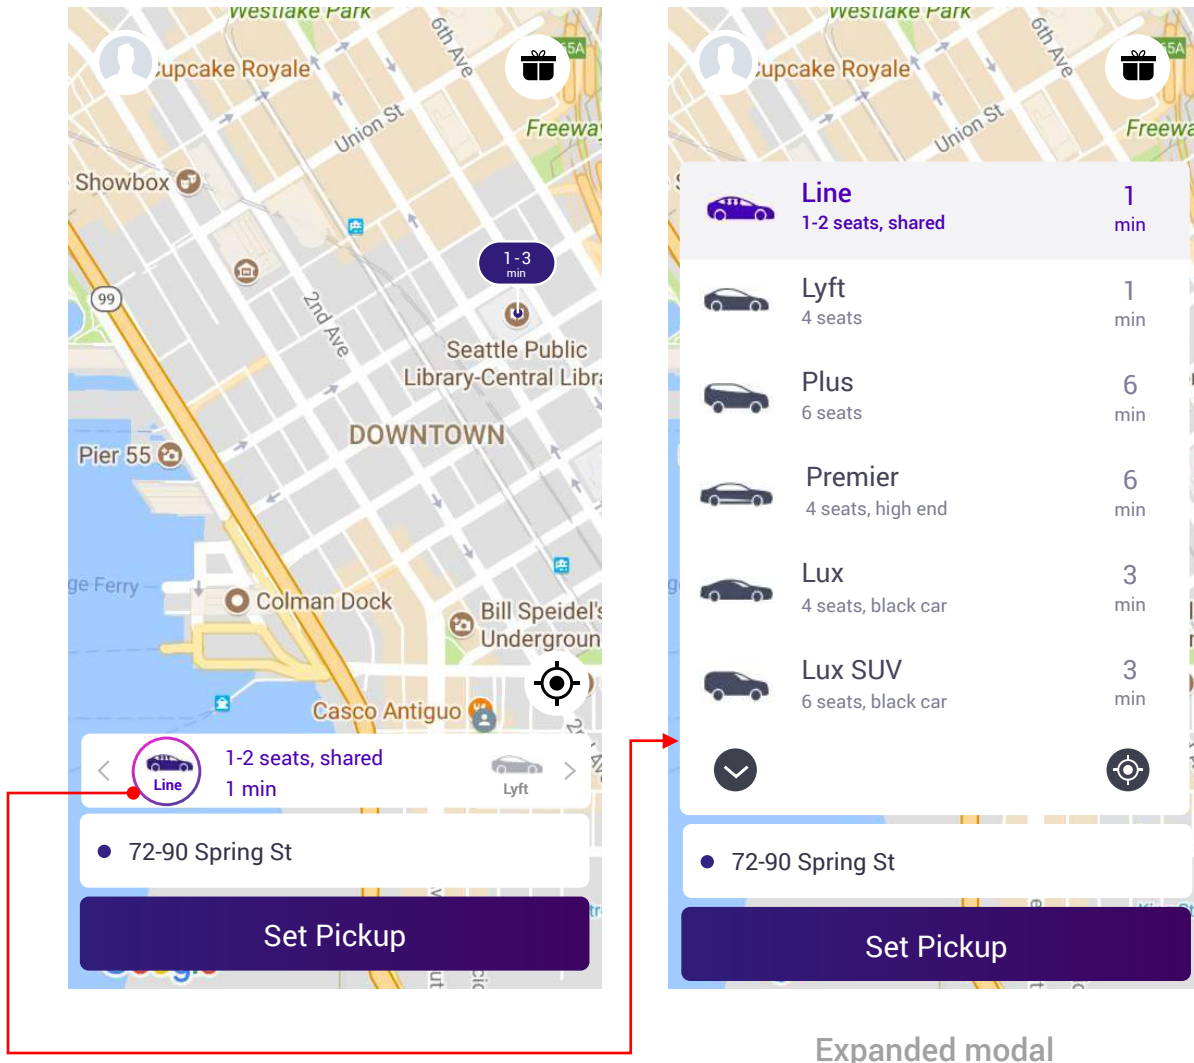 Westlake Park
6th Ave
5A
Cupcake Royale
Union St
Freeway
Showbox
1-3
min
99
2nd Ave
Seattle Public
Library-Central Libra
DOWNTOWN
Pier 55
ge Ferry
Colman Dock
Bill Speidel's
Undergroun
Casco Antiguo
Line
1-2 seats, shared
1 min
Lyft
72-90 Spring St
Set Pickup
Westlake Park
6th Ave
65A
Cupcake Royale
Union St
Freewa
Line
1-2 seats, shared
1
min
Lyft
4 seats
1
min
Plus
6 seats
6
min
Premier
4 seats, high end
6
min
Lux
4 seats, black car
3
min
Lux SUV
6 seats, black car
3
min
72-90 Spring St
Set Pickup
Expanded modal